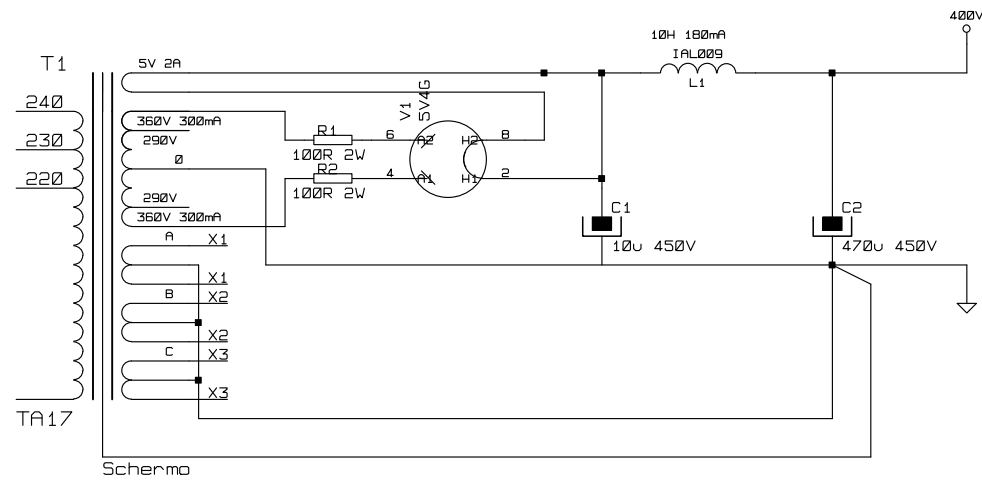 400V
10H 180mA
IAL009
L1
T1
5V 2A
V1
5V4G
240
360V 300mA
R1
6
A2
H2
8
230
290V
100R 2W
0
R2
4
A1
H1
2
220
100R 2W
290V
360V 300mA
C1
C2
A
X1
10u 450V
470u 450V
X1
B
X2
X2
C
X3
X3
TA17
Schermo